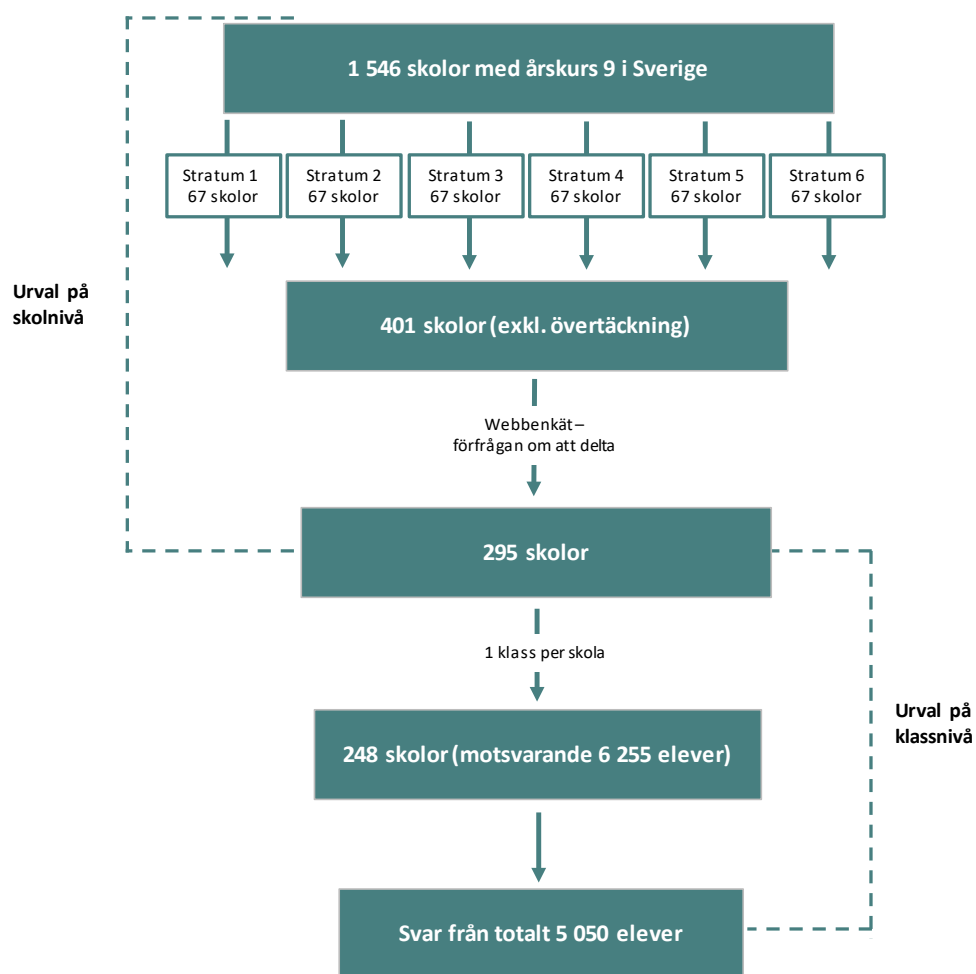 1 546 skolor med årskurs 9 i Sverige
Stratum 1
67 skolor
Stratum 2
67 skolor
Stratum 3
67 skolor
Stratum 4
67 skolor
Stratum 5
67 skolor
Stratum 6
67 skolor
Urval på
skolnivå
401 skolor (exkl. övertäckning)
Webbenkät –
förfrågan om att delta
295 skolor
1 klass per skola
Urval på
klassnivå
248 skolor (motsvarande 6 255 elever)
Svar från totalt 5 050 elever